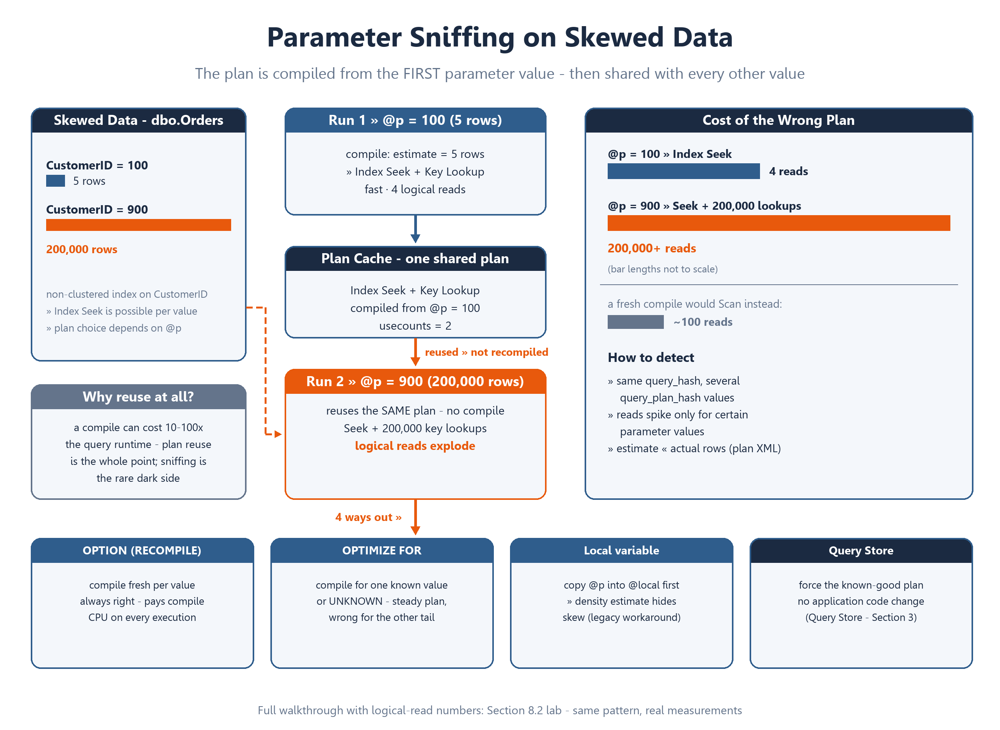 Parameter Sniffing on Skewed Data
The plan is compiled from the FIRST parameter value - then shared with every other value
Skewed Data - dbo.Orders
CustomerID = 100
5 rows
CustomerID = 900
200,000 rows
non-clustered index on CustomerID
» Index Seek is possible per value
» plan choice depends on @p
Why reuse at all?
a compile can cost 10-100x
the query runtime - plan reuse
is the whole point; sniffing is
the rare dark side
Run 1 » @p = 100 (5 rows)
compile: estimate = 5 rows
» Index Seek + Key Lookup
fast · 4 logical reads
Plan Cache - one shared plan
Index Seek + Key Lookup
compiled from @p = 100
usecounts = 2
reused » not recompiled
Run 2 » @p = 900 (200,000 rows)
reuses the SAME plan - no compile
Seek + 200,000 key lookups
logical reads explode
4 ways out »
Cost of the Wrong Plan
@p = 100 » Index Seek
4 reads
@p = 900 » Seek + 200,000 lookups
200,000+ reads
(bar lengths not to scale)
a fresh compile would Scan instead:
~100 reads
How to detect
» same query_hash, several
query_plan_hash values
» reads spike only for certain
parameter values
» estimate « actual rows (plan XML)
OPTION (RECOMPILE)
compile fresh per value
always right - pays compile
CPU on every execution
OPTIMIZE FOR
compile for one known value
or UNKNOWN - steady plan,
wrong for the other tail
Local variable
copy @p into @local first
» density estimate hides
skew (legacy workaround)
Query Store
force the known-good plan
no application code change
(Query Store - Section 3)
Full walkthrough with logical-read numbers: Section 8.2 lab - same pattern, real measurements